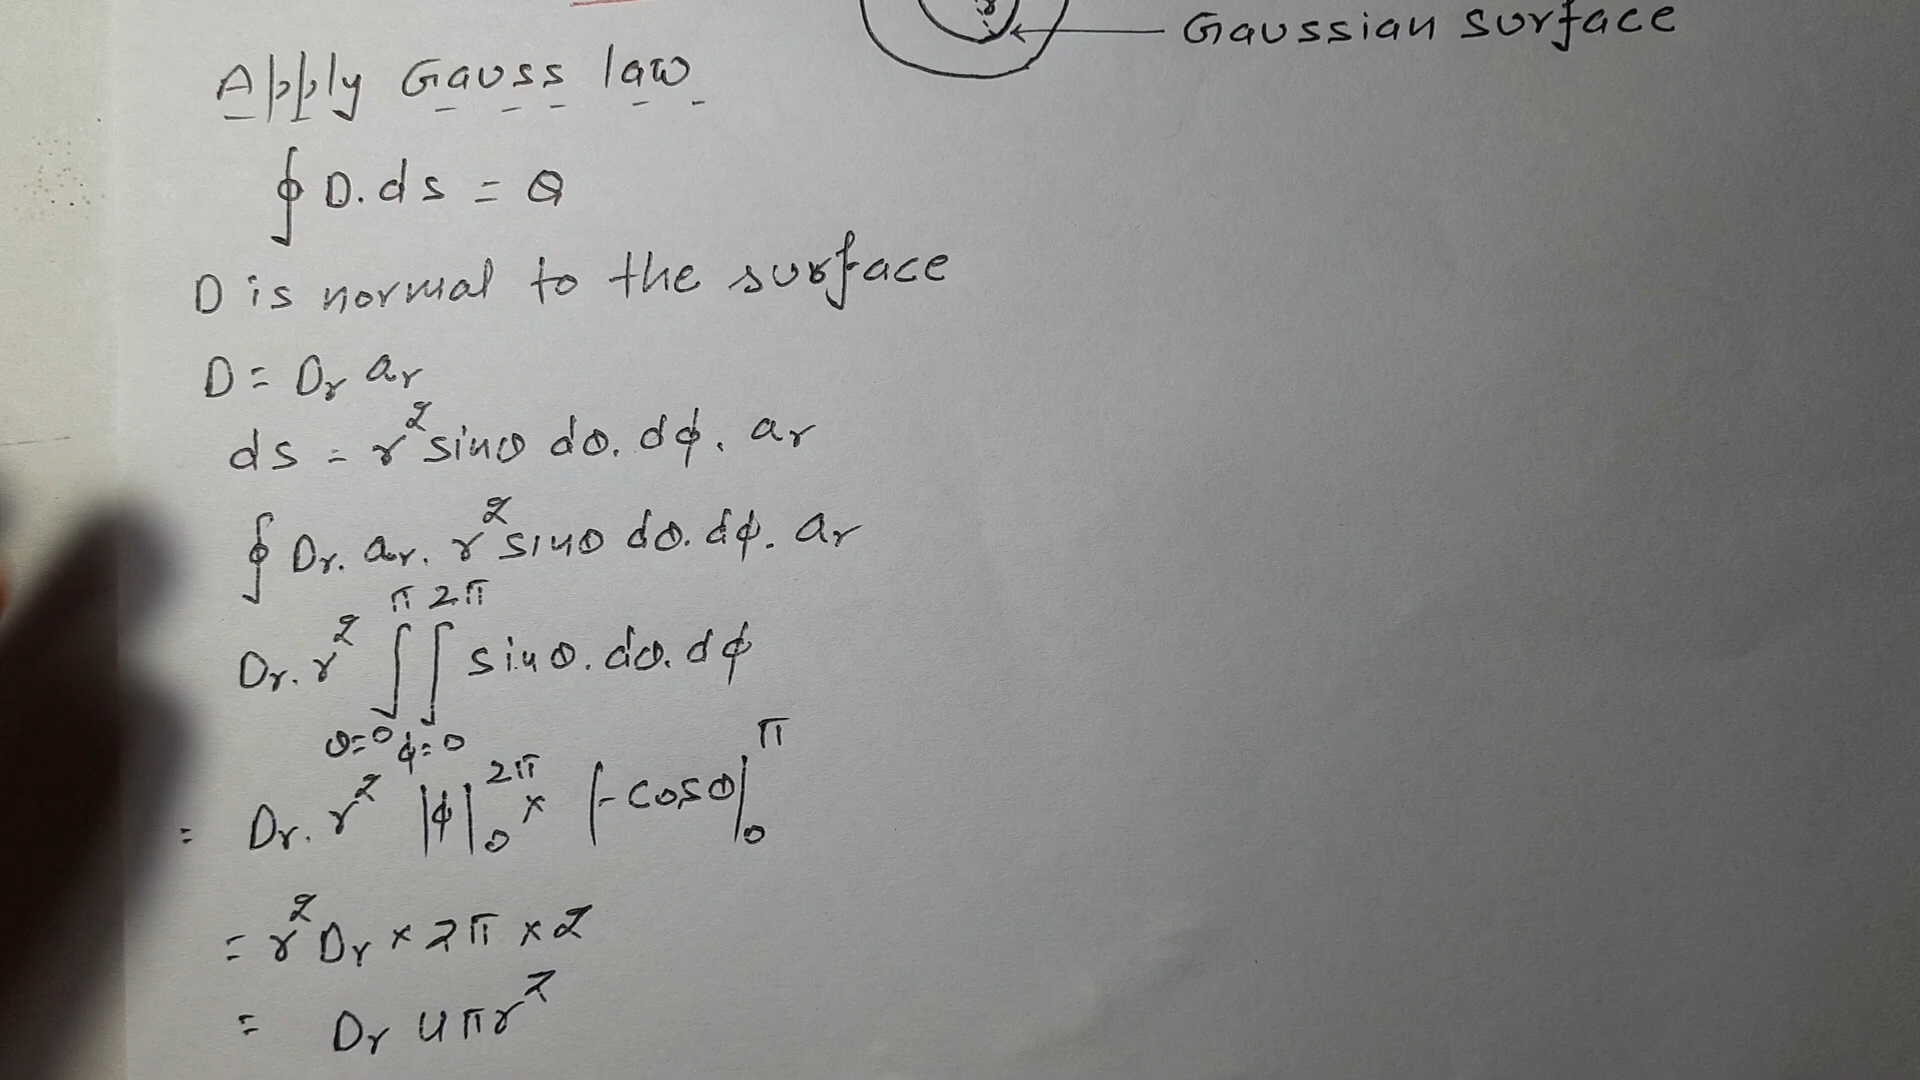 Gaussian surface
Apply Gauss law
∮ D.ds = Q
D is normal to the surface
D = Dr ar
ds = r² sinθ dθ. dφ. ar
∮ Dr. ar. r² sinθ dθ. dφ. ar
Dr. r² ∫θ=0^π ∫φ=0^2π sinθ. dθ. dφ
= Dr. r² |φ|₀^2π × |-cosθ|₀^π
= r² Dr × 2π × 2
= Dr 4πr²